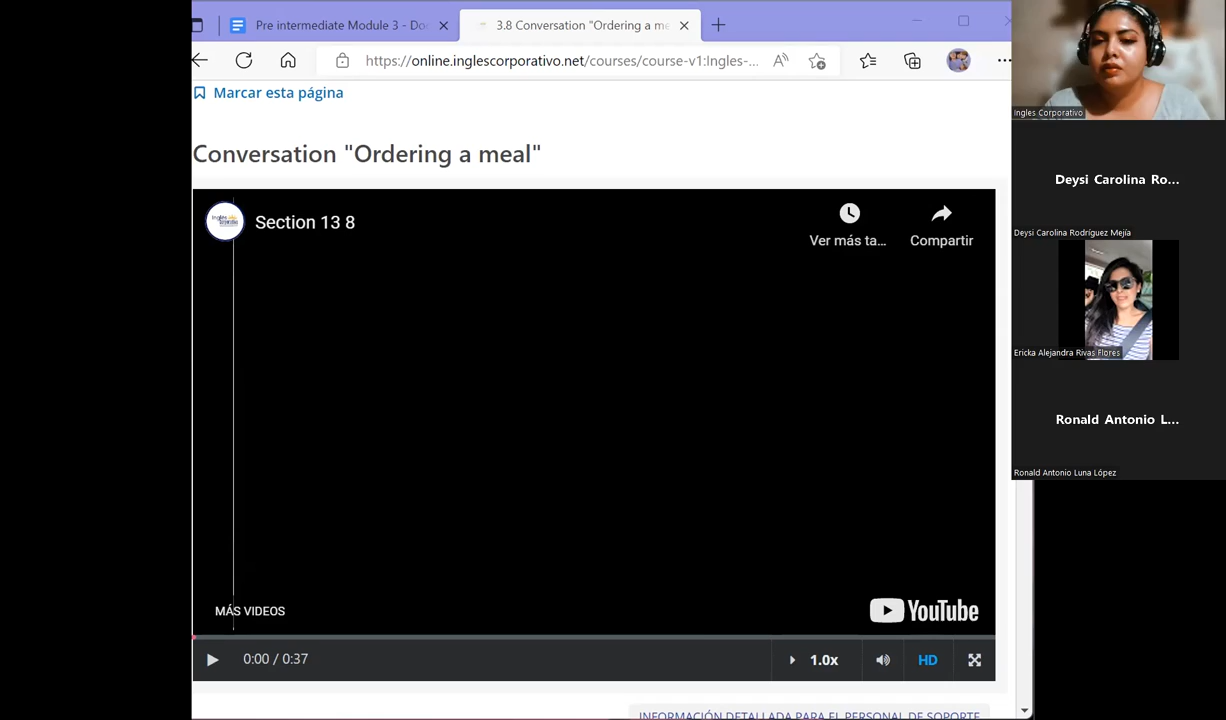 Pre intermediate Module 3 - Do
3.8 Conversation "Ordering a me
https://online.inglescorporativo.net/courses/course-v1:Ingles-...
Marcar esta página
Conversation "Ordering a meal"
Section 13 8
Ver más ta...
Compartir
MÁS VIDEOS
YouTube
0:00 / 0:37
1.0x
HD
INFORMACIÓN DETALLADA PARA EL PERSONAL DE SOPORTE
Ingles Corporativo
Deysi Carolina Ro...
Deysi Carolina Rodríguez Mejía
Ericka Alejandra Rivas Flores
Ronald Antonio L...
Ronald Antonio Luna López